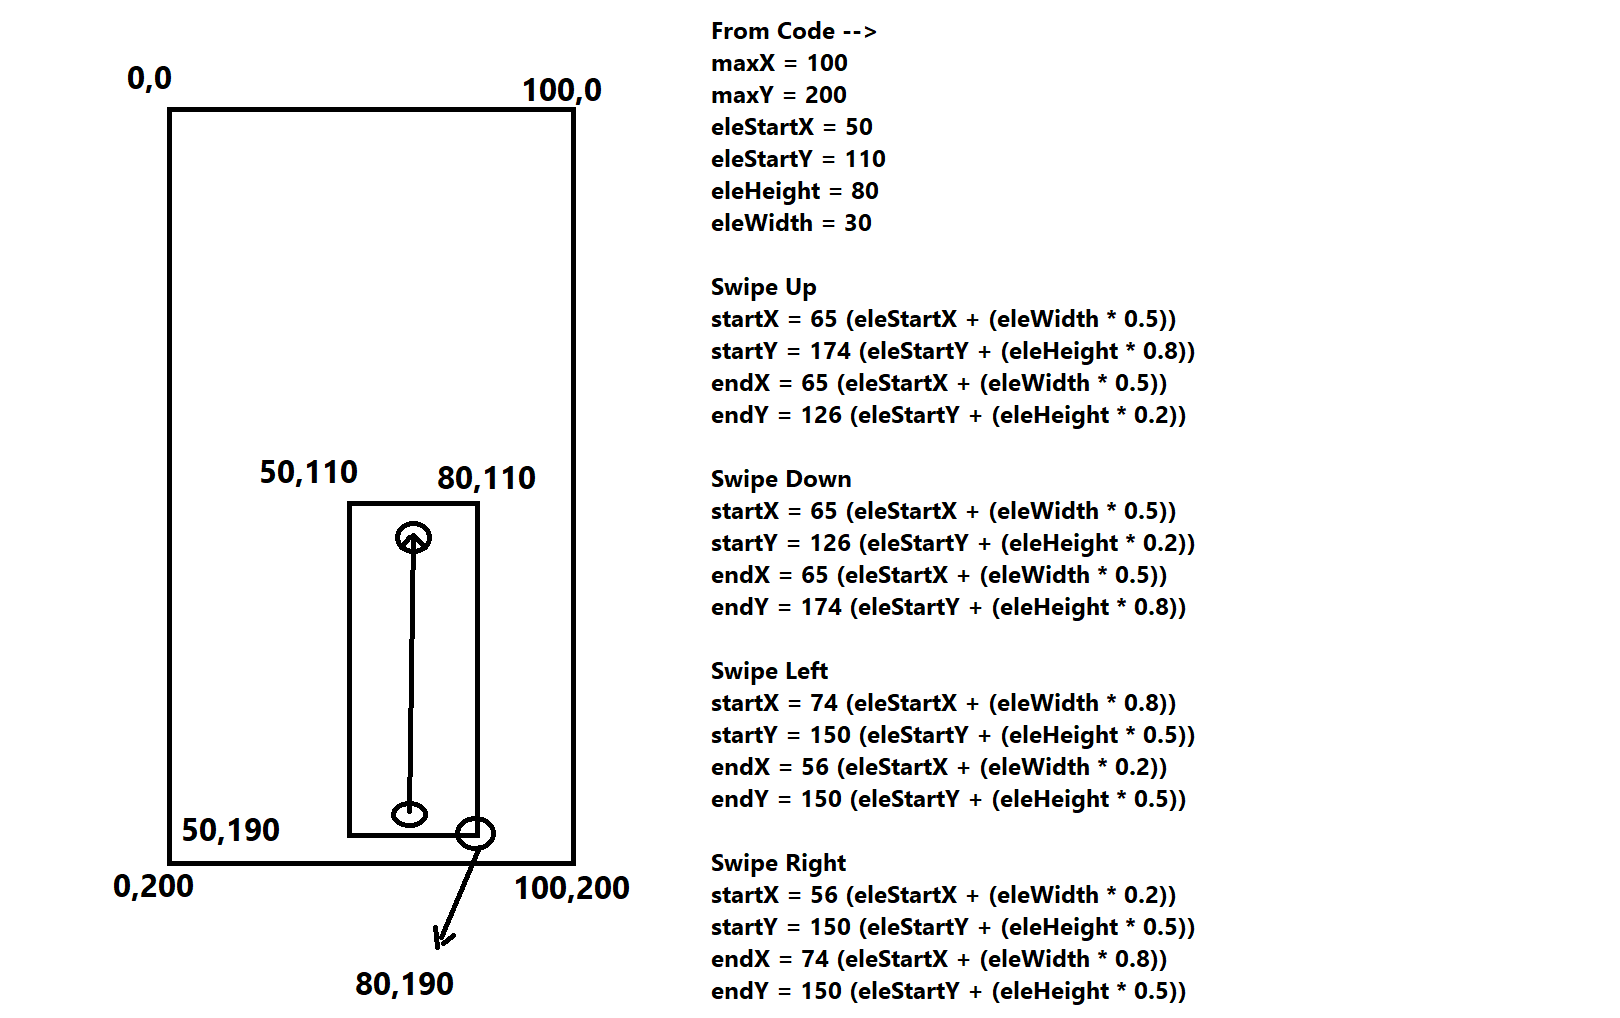 0,0
100,0
50,110
80,110
50,190
0,200
100,200
80,190
From Code -->
maxX = 100
maxY = 200
eleStartX = 50
eleStartY = 110
eleHeight = 80
eleWidth = 30
Swipe Up
startX = 65 (eleStartX + (eleWidth * 0.5))
startY = 174 (eleStartY + (eleHeight * 0.8))
endX = 65 (eleStartX + (eleWidth * 0.5))
endY = 126 (eleStartY + (eleHeight * 0.2))
Swipe Down
startX = 65 (eleStartX + (eleWidth * 0.5))
startY = 126 (eleStartY + (eleHeight * 0.2))
endX = 65 (eleStartX + (eleWidth * 0.5))
endY = 174 (eleStartY + (eleHeight * 0.8))
Swipe Left
startX = 74 (eleStartX + (eleWidth * 0.8))
startY = 150 (eleStartY + (eleHeight * 0.5))
endX = 56 (eleStartX + (eleWidth * 0.2))
endY = 150 (eleStartY + (eleHeight * 0.5))
Swipe Right
startX = 56 (eleStartX + (eleWidth * 0.2))
startY = 150 (eleStartY + (eleHeight * 0.5))
endX = 74 (eleStartX + (eleWidth * 0.8))
endY = 150 (eleStartY + (eleHeight * 0.5))